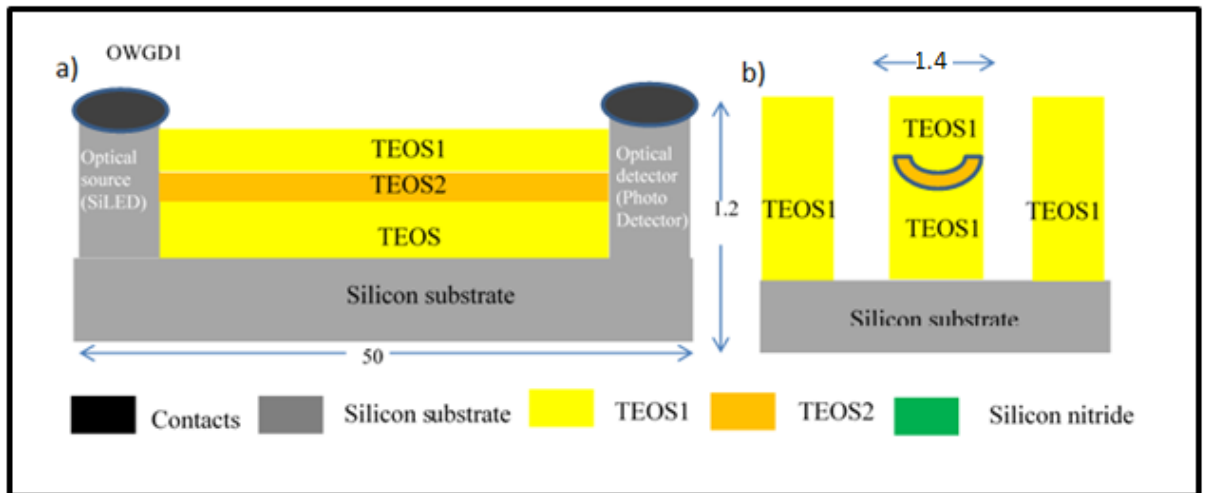 OWGD1
a)
Optical
source
(SiLED)
TEOS1
TEOS2
TEOS
Optical
detector
(Photo
Detector)
Silicon substrate
50
1.2
b)
1.4
TEOS1
TEOS1
TEOS1
TEOS1
Silicon substrate
Contacts
Silicon substrate
TEOS1
TEOS2
Silicon nitride